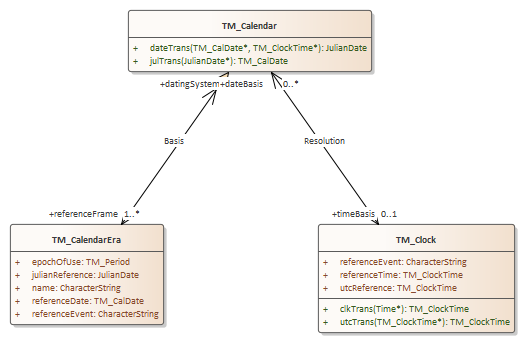 TM_Calendar
+ dateTrans(TM_CalDate*, TM_ClockTime*): JulianDate
+ julTrans(JulianDate*): TM_CalDate
+datingSystem+dateBasis 0..*
Basis
Resolution
+referenceFrame 1..*
+timeBasis 0..1
TM_CalendarEra
+ epochOfUse: TM_Period
+ julianReference: JulianDate
+ name: CharacterString
+ referenceDate: TM_CalDate
+ referenceEvent: CharacterString
TM_Clock
+ referenceEvent: CharacterString
+ referenceTime: TM_ClockTime
+ utcReference: TM_ClockTime
+ clkTrans(Time*): TM_ClockTime
+ utcTrans(TM_ClockTime*): TM_ClockTime